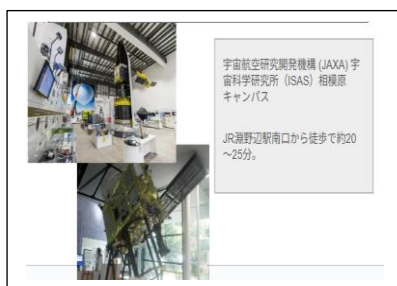 宇宙航空研究開発機構 (JAXA) 宇
宙科学研究所（ISAS）相模原
キャンパス
JR淵野辺駅南口から徒歩で約20
～25分。